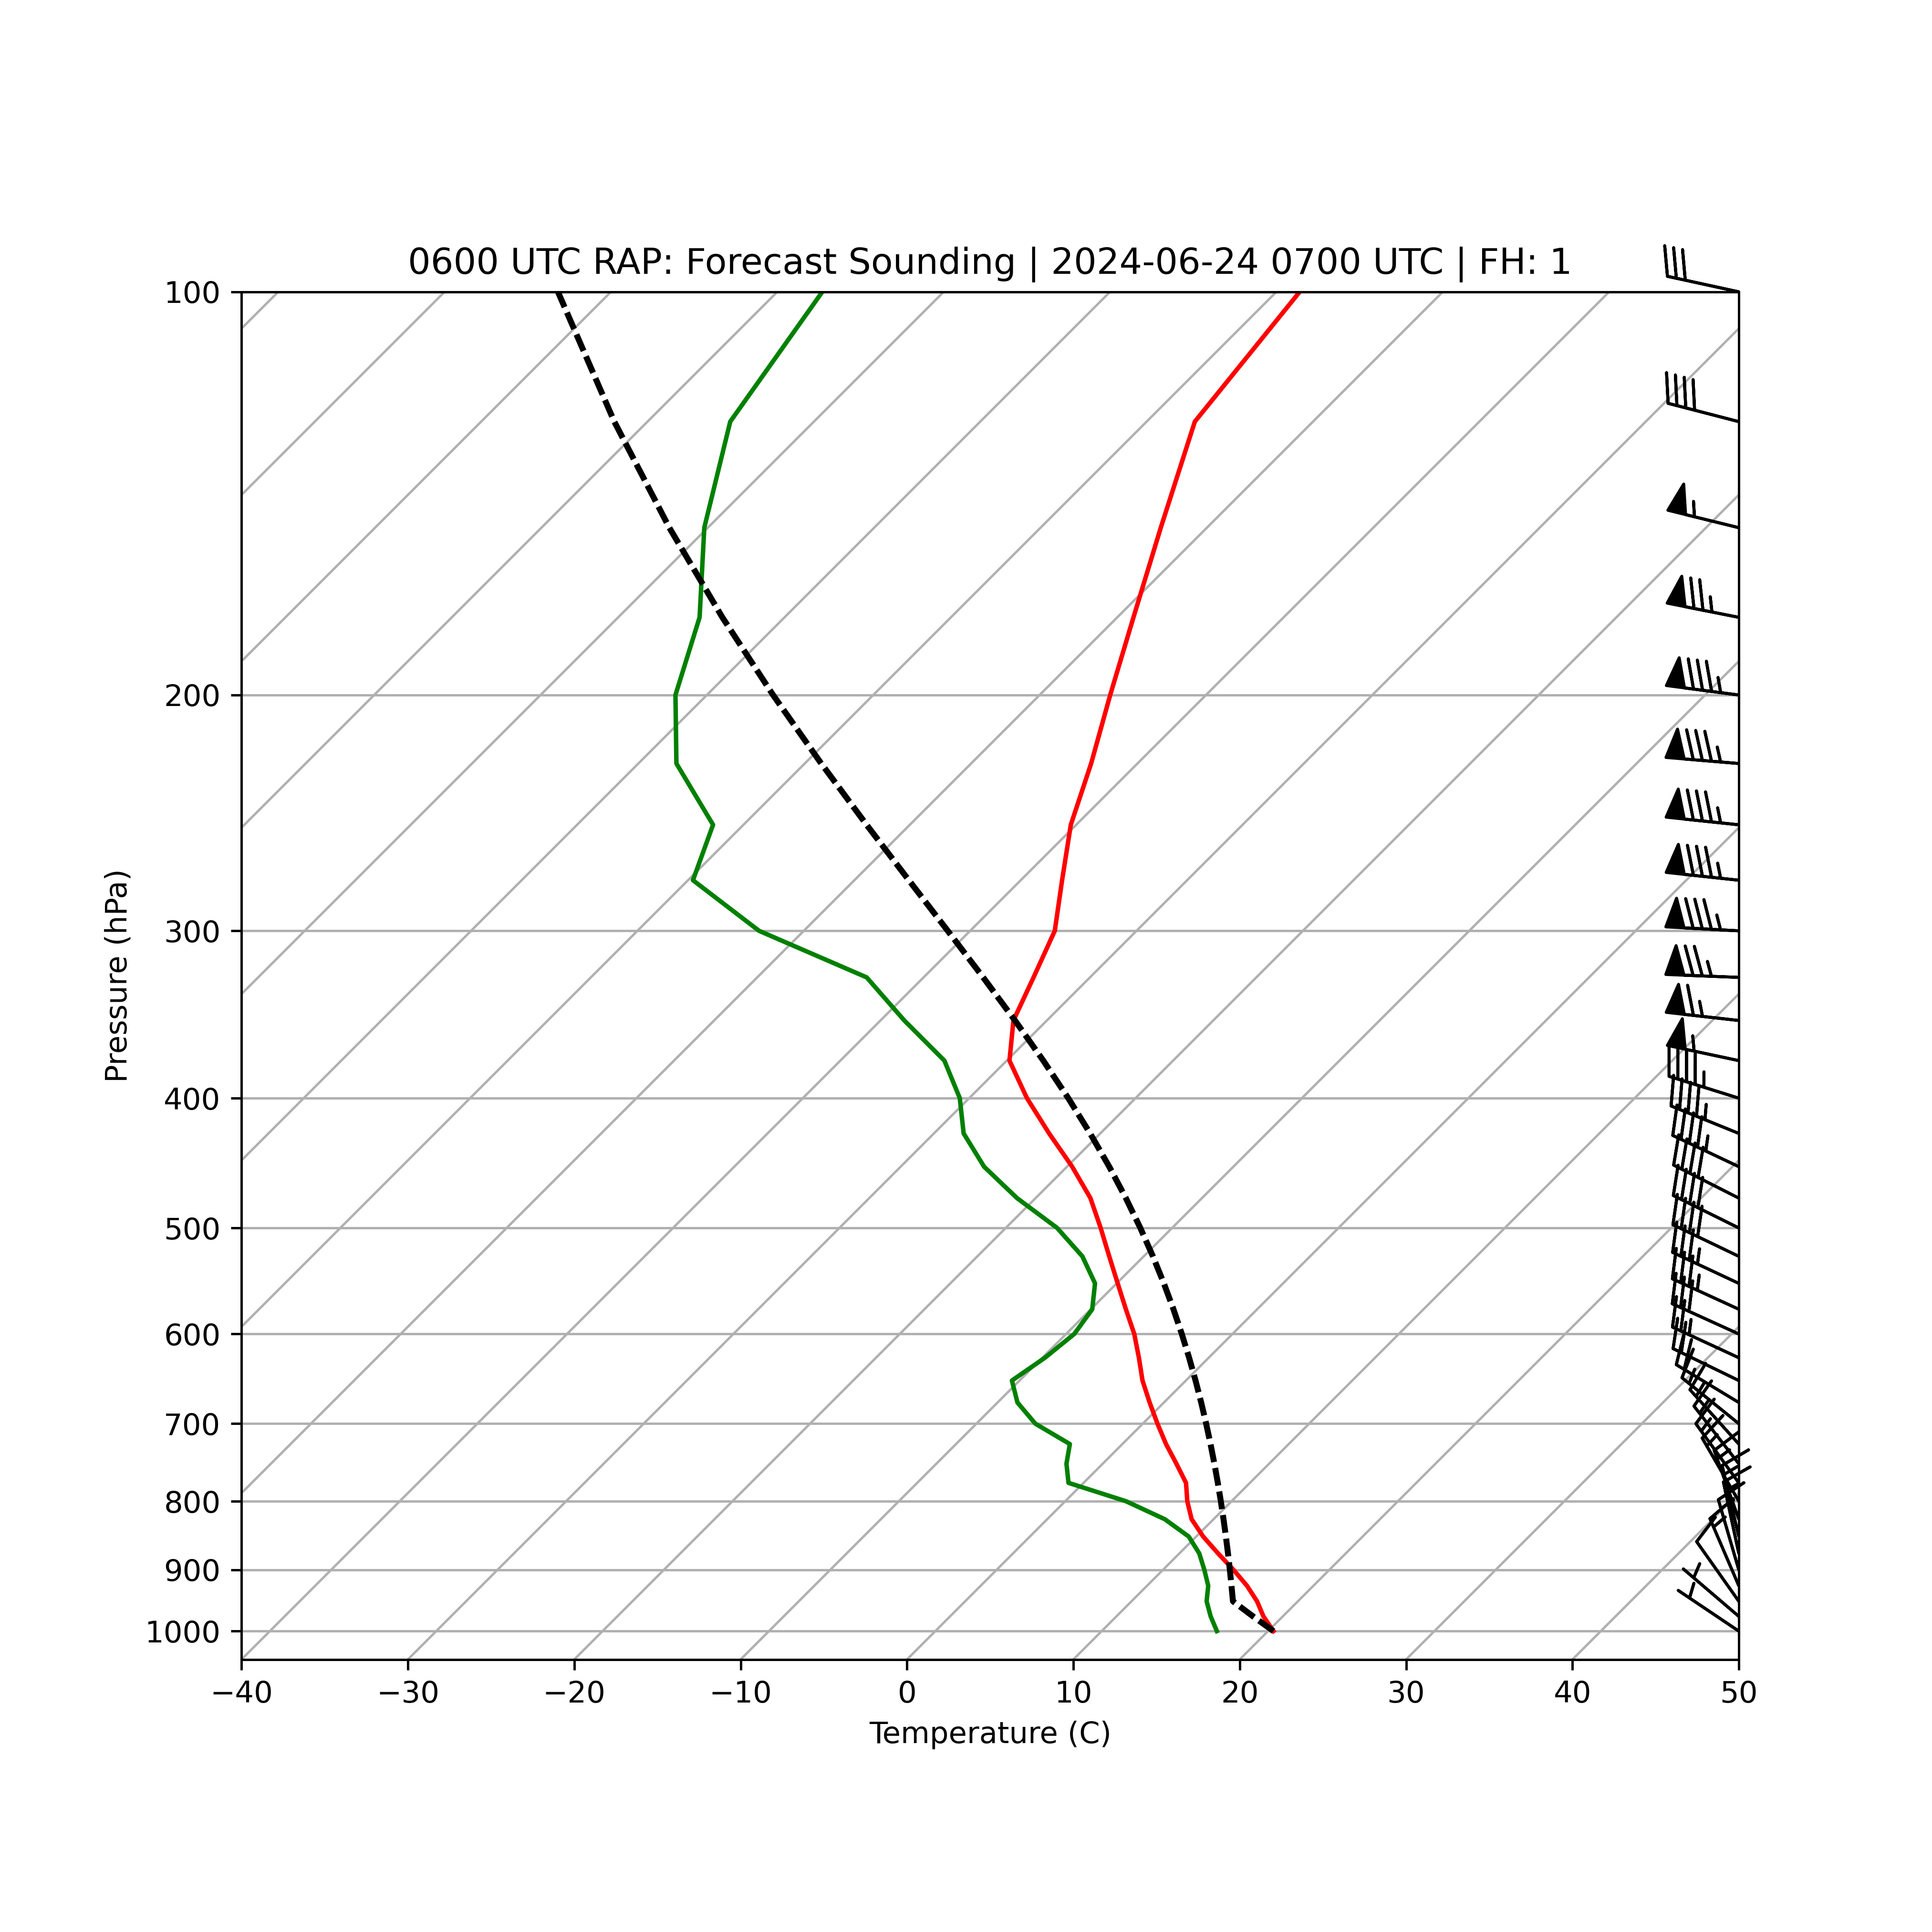 0600 UTC RAP: Forecast Sounding | 2024-06-24 0700 UTC | FH: 1
100
200
300
400
500
600
700
800
900
1000
Pressure (hPa)
−40 −30 −20 −10 0 10 20 30 40 50
Temperature (C)